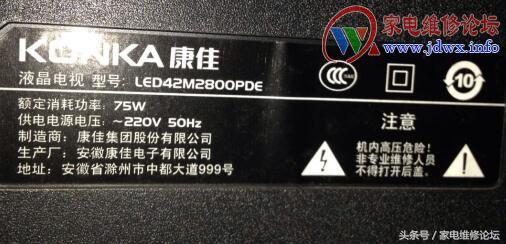 家电维修论坛
www.jdwx.info
KONKA 康佳
液晶电视 型号: LED42M2800PDE
额定消耗功率: 75W
供电电源电压: ~220V 50Hz
制造商: 康佳集团股份有限公司
生产厂: 安徽康佳电子有限公司
地址: 安徽省滁州市中都大道999号
CCC
10
注意
机内高压危险!
非专业维修人员
不得打开后盖。
头条号 / 家电维修论坛